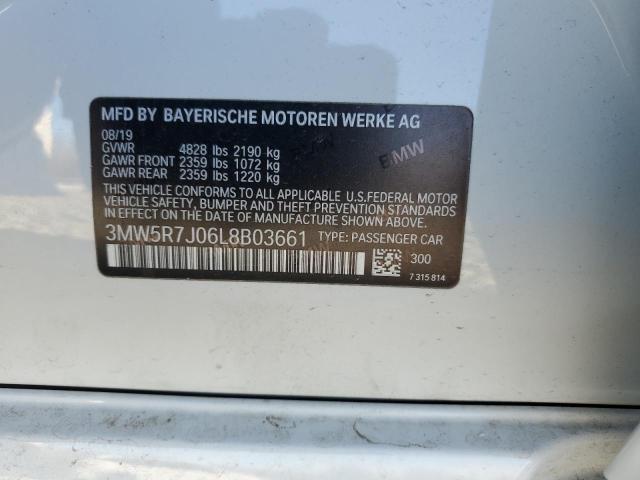 MFD BY BAYERISCHE MOTOREN WERKE AG
08/19
GVWR 4828 lbs 2190 kg
GAWR FRONT 2359 lbs 1072 kg
GAWR REAR 2359 lbs 1220 kg
BMW
THIS VEHICLE CONFORMS TO ALL APPLICABLE U.S.FEDERAL MOTOR
VEHICLE SAFETY, BUMPER AND THEFT PREVENTION STANDARDS
IN EFFECT ON THE DATE OF MANUFACTURE SHOWN ABOVE.
3MW5R7J06L8B03661 TYPE: PASSENGER CAR
300
7 315 814